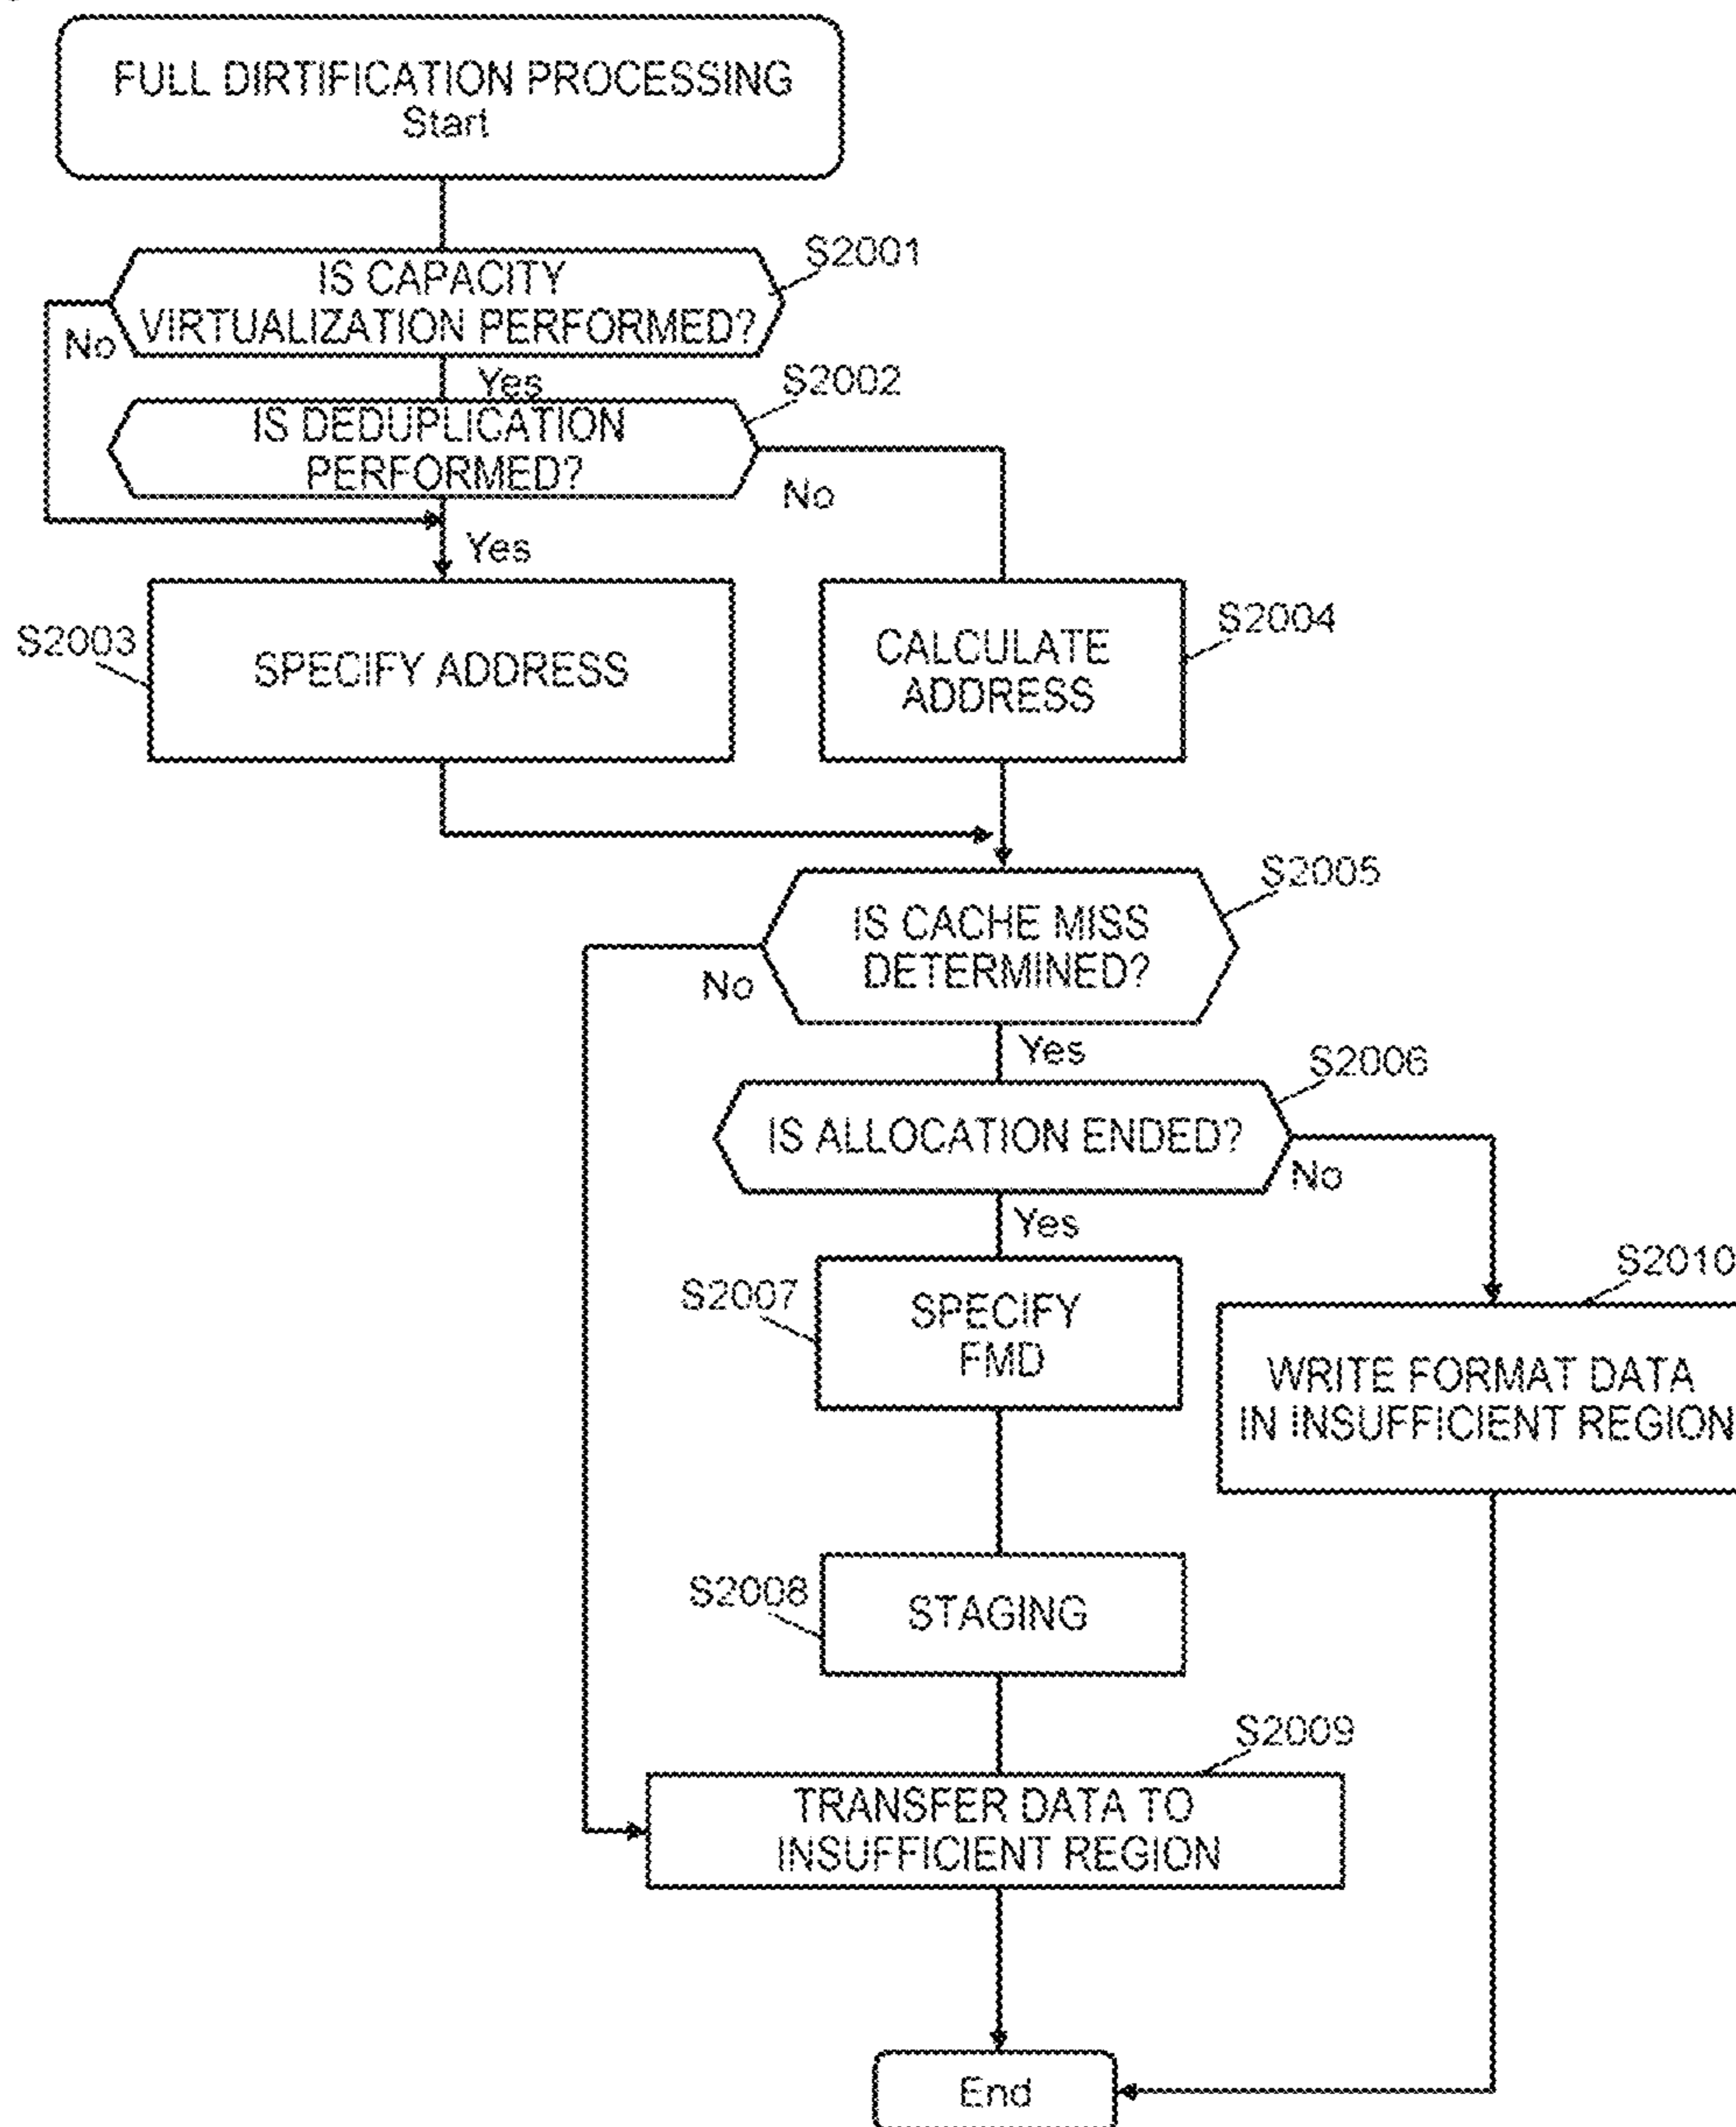 FULL DIRTIFICATION PROCESSING
Start
S2001
IS CAPACITY
VIRTUALIZATION PERFORMED?
No
Yes
S2002
IS DEDUPLICATION
PERFORMED?
No
Yes
S2003
SPECIFY ADDRESS
S2004
CALCULATE
ADDRESS
S2005
IS CACHE MISS
DETERMINED?
No
Yes
S2006
IS ALLOCATION ENDED?
No
Yes
S2007
SPECIFY
FMD
S2010
WRITE FORMAT DATA
IN INSUFFICIENT REGION
S2008
STAGING
S2009
TRANSFER DATA TO
INSUFFICIENT REGION
End